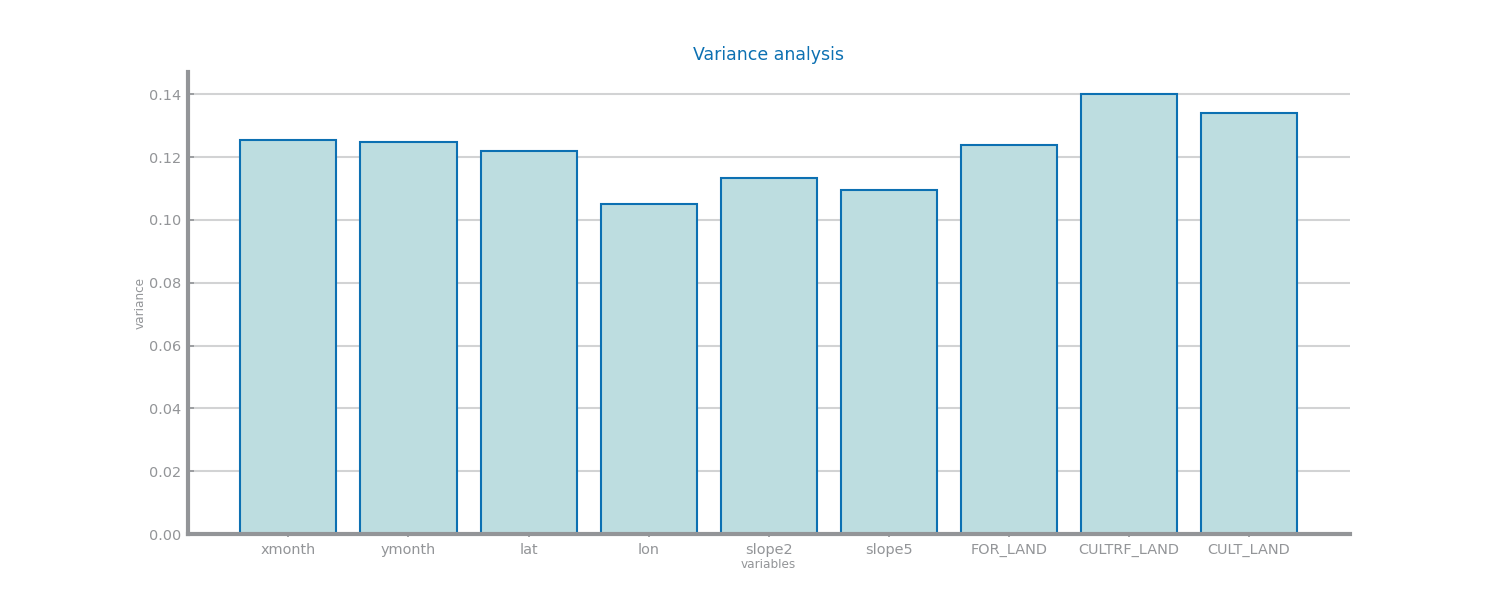 Variance analysis
variance
0.14
0.12
0.10
0.08
0.06
0.04
0.02
0.00
xmonth ymonth lat lon slope2 slope5 FOR_LAND CULTRF_LAND CULT_LAND
variables